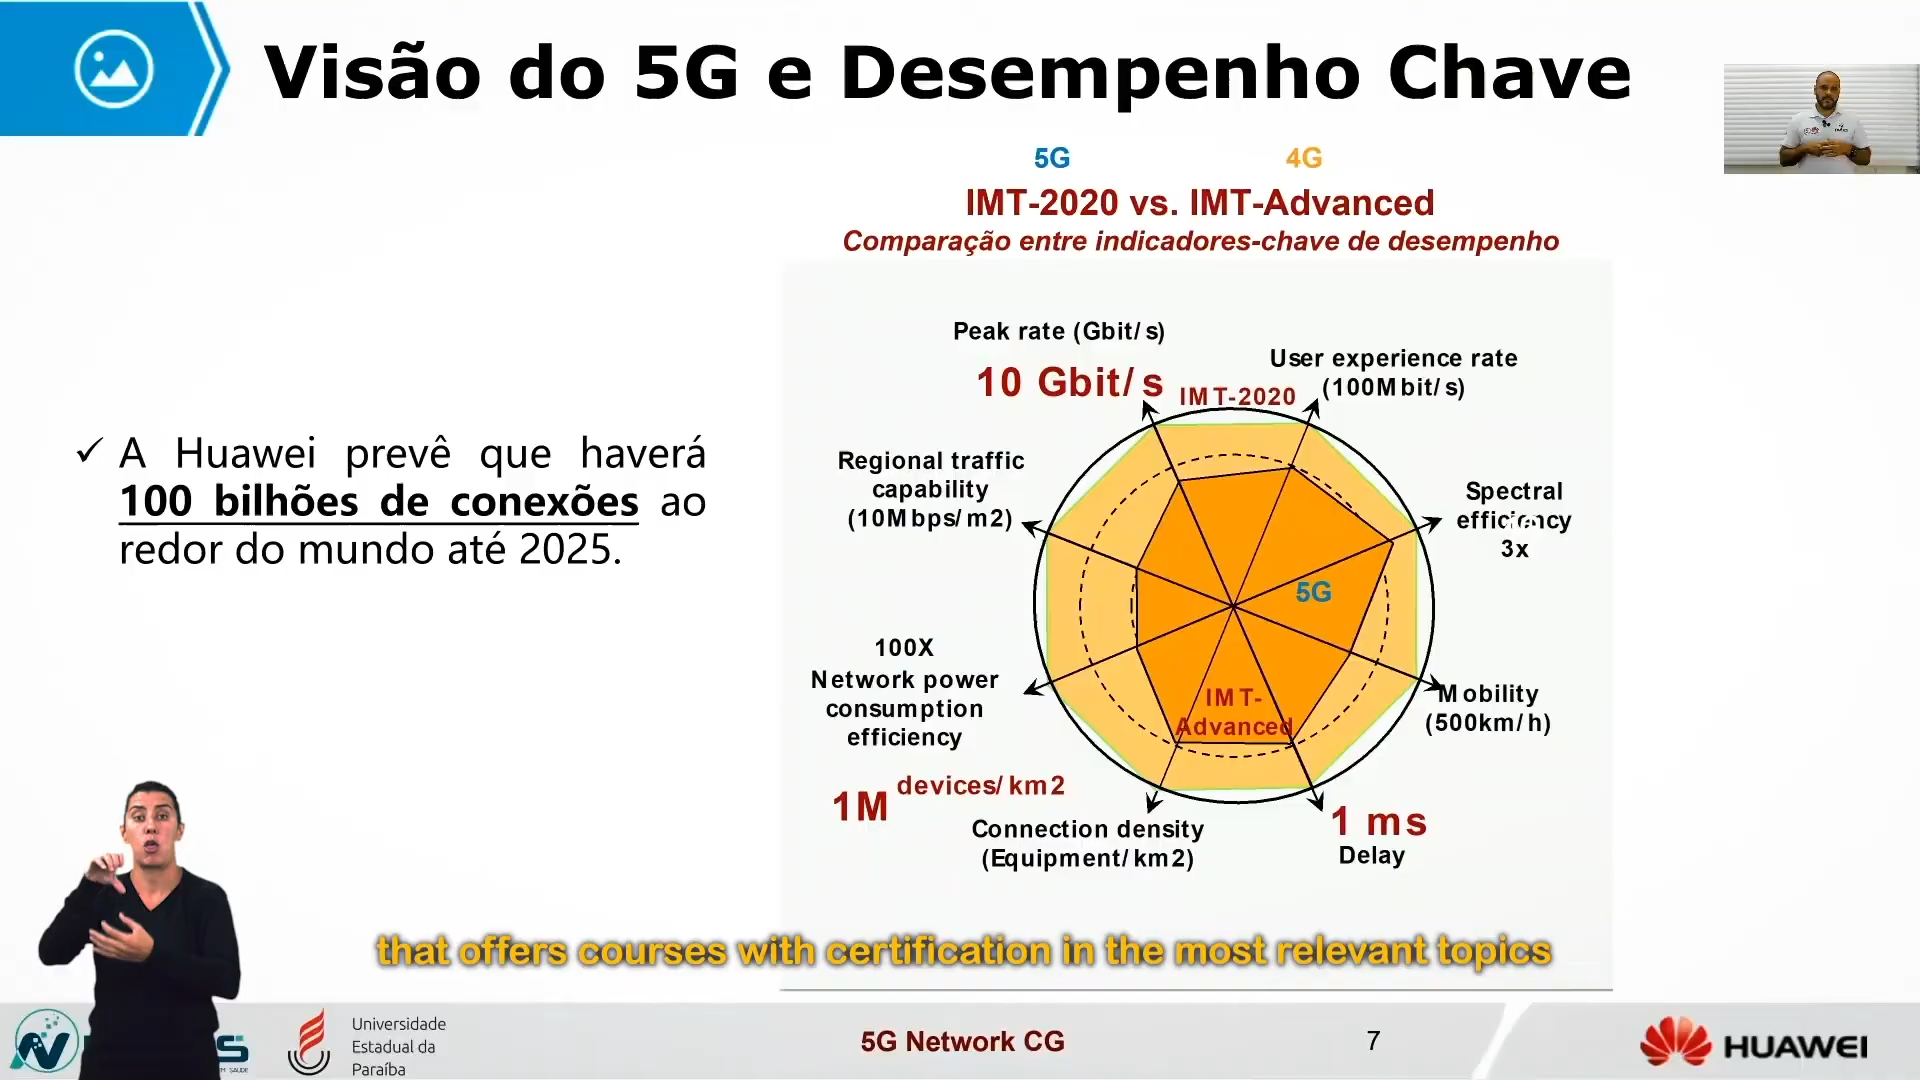 Visão do 5G e Desempenho Chave
5G
4G
IMT-2020 vs. IMT-Advanced
Comparação entre indicadores-chave de desempenho
✓ A Huawei prevê que haverá
100 bilhões de conexões ao
redor do mundo até 2025.
Peak rate (Gbit/s)
10 Gbit/s
IMT-2020
User experience rate
(100Mbit/s)
Regional traffic
capability
(10Mbps/m2)
Spectral
efficiency
3x
5G
100X
Network power
consumption
efficiency
IMT-
Advanced
Mobility
(500km/h)
1M devices/km2
Connection density
(Equipment/km2)
1 ms
Delay
that offers courses with certification in the most relevant topics
Universidade
Estadual da
Paraíba
5G Network CG
7
HUAWEI